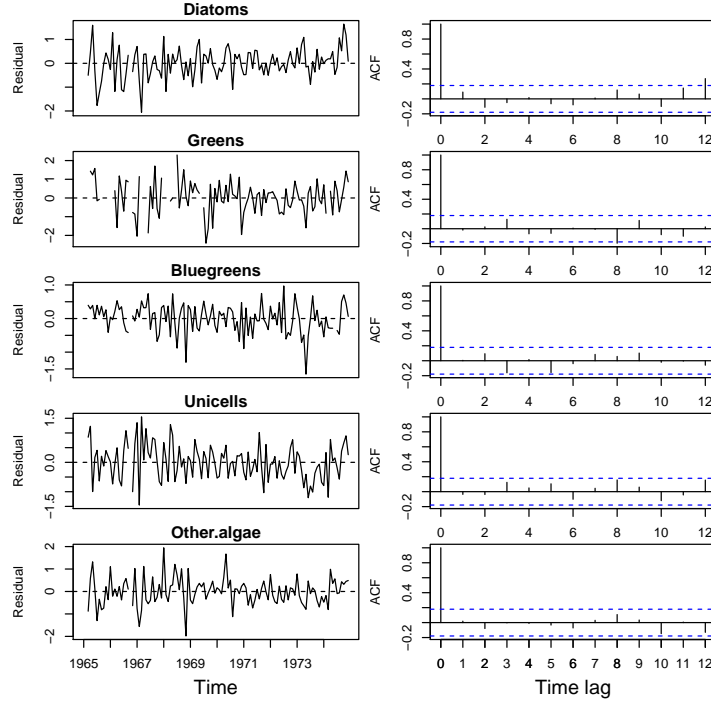 Diatoms
Residual
1
0
−2
ACF
0.8
0.4
−0.2
0 2 4 6 8 10 12
Greens
Residual
2
1
0
−2
ACF
0.8
0.4
−0.2
0 2 4 6 8 10 12
Bluegreens
Residual
1.0
0.0
−1.5
ACF
0.8
0.4
−0.2
0 2 4 6 8 10 12
Unicells
Residual
1.5
0.0
−1.5
ACF
0.8
0.4
−0.2
0 2 4 6 8 10 12
Other.algae
Residual
2
1
0
−2
ACF
0.8
0.4
−0.2
1965 1967 1969 1971 1973
0 1 2 3 4 5 6 7 8 9 10 11 12
Time
Time lag